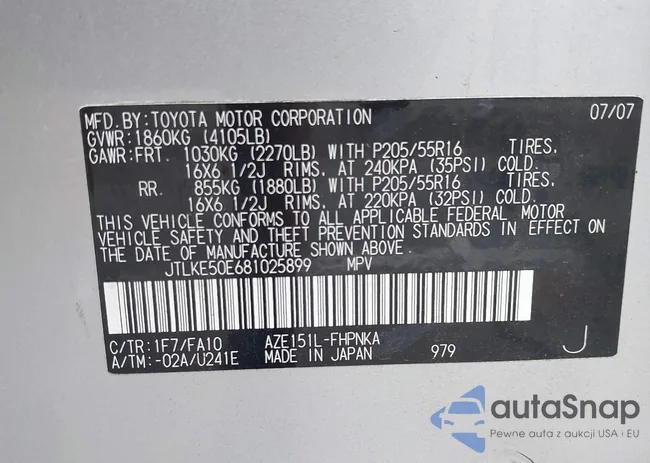 MFD.BY:TOYOTA MOTOR CORPORATION 07/07
GVWR:1860KG (4105LB)
GAWR:FRT. 1030KG (2270LB) WITH P205/55R16 TIRES,
16X6 1/2J RIMS, AT 240KPA (35PSI) COLD.
RR. 855KG (1880LB) WITH P205/55R16 TIRES,
16X6 1/2J RIMS, AT 220KPA (32PSI) COLD.
THIS VEHICLE CONFORMS TO ALL APPLICABLE FEDERAL MOTOR
VEHICLE SAFETY AND THEFT PREVENTION STANDARDS IN EFFECT ON
THE DATE OF MANUFACTURE SHOWN ABOVE.
JTLKE50E681025899 MPV
C/TR:1F7/FA10 AZE151L-FHPNKA
A/TM:-02A/U241E MADE IN JAPAN 979 J
autoSnap
Pewne auta z aukcji USA i EU